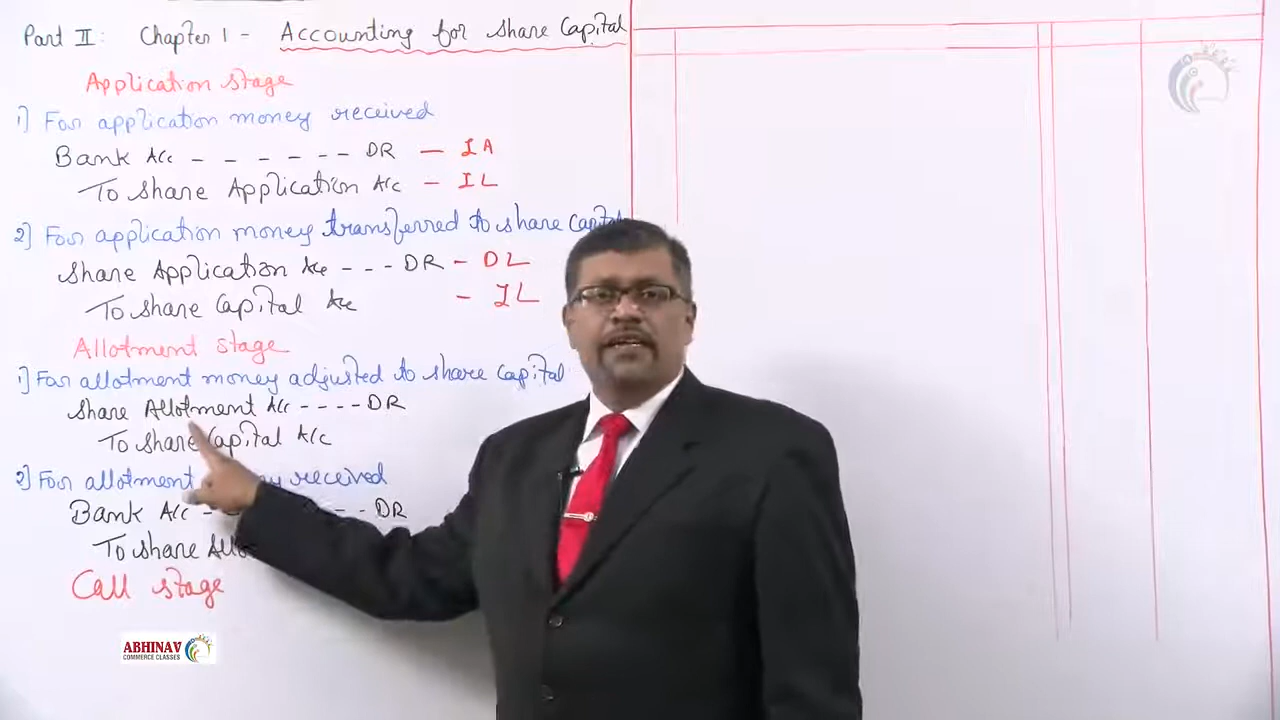 Part II: Chapter 1 - Accounting for Share Capital
Application Stage
1) For application money received
Bank A/c - - - - - - DR - IA
To Share Application A/c - IL
2) For application money transferred to share capital
Share Application A/c - - - DR - DL
To Share Capital A/c - IL
Allotment Stage
1) For allotment money adjusted to share capital
Share Allotment A/c - - - - DR
To Share Capital A/c
2) For allotment received
Bank A/c - - - DR
To Share
Call Stage
ABHINAV
COMMERCE CLASSES